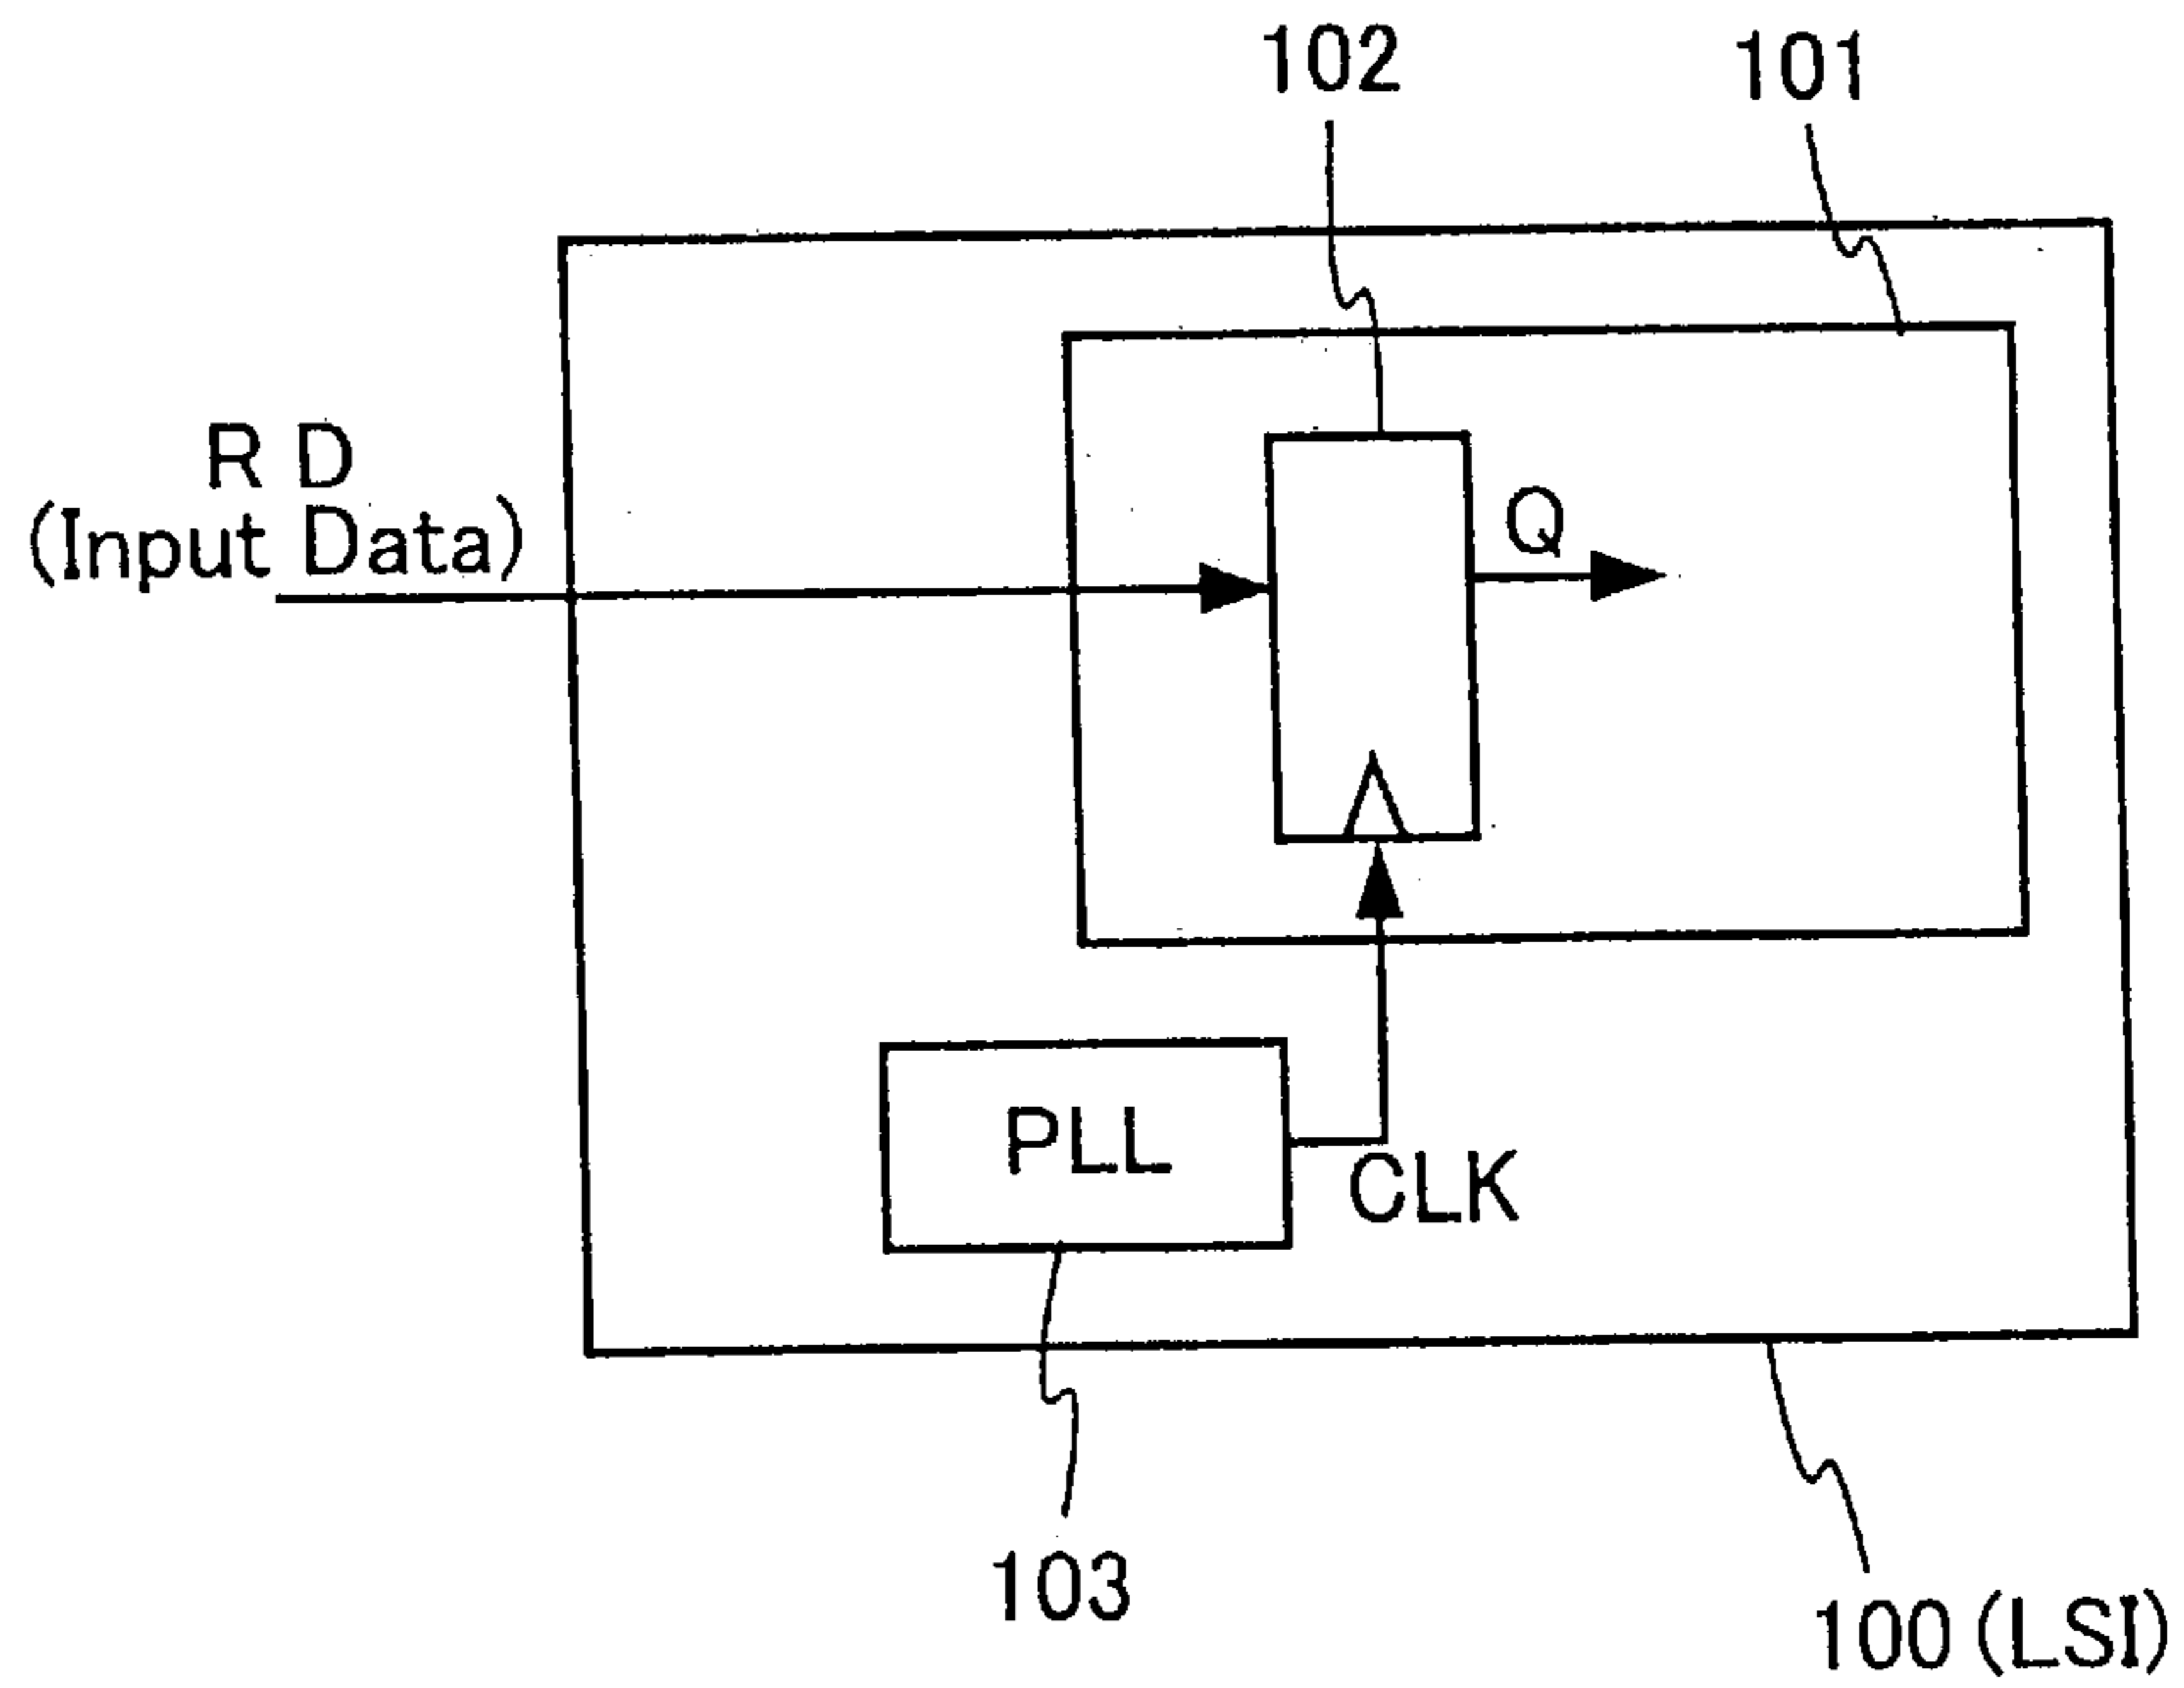 102
101
R D
(Input Data)
Q
PLL
CLK
103
100 (LSI)